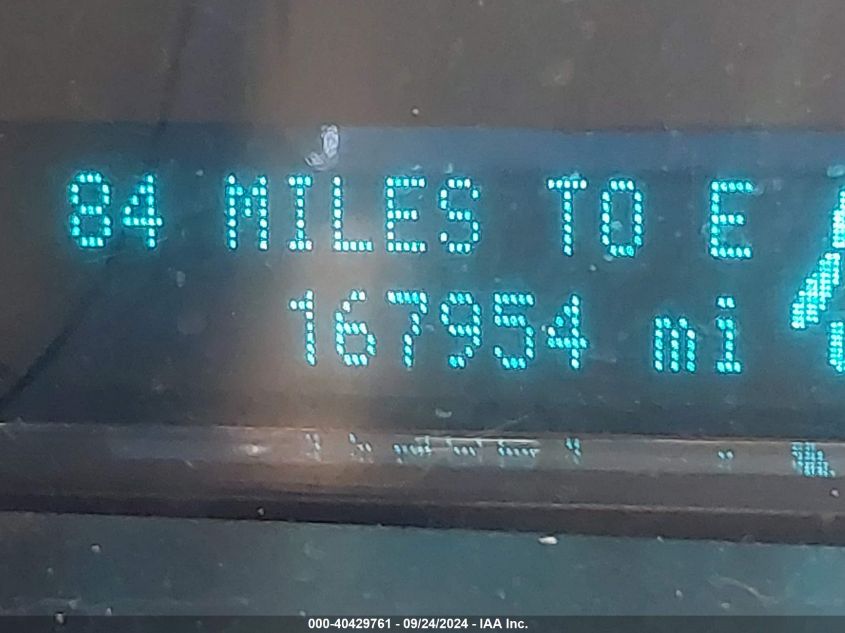 84 MILES TO E
167954 mi
000-40429761 - 09/24/2024 - IAA Inc.